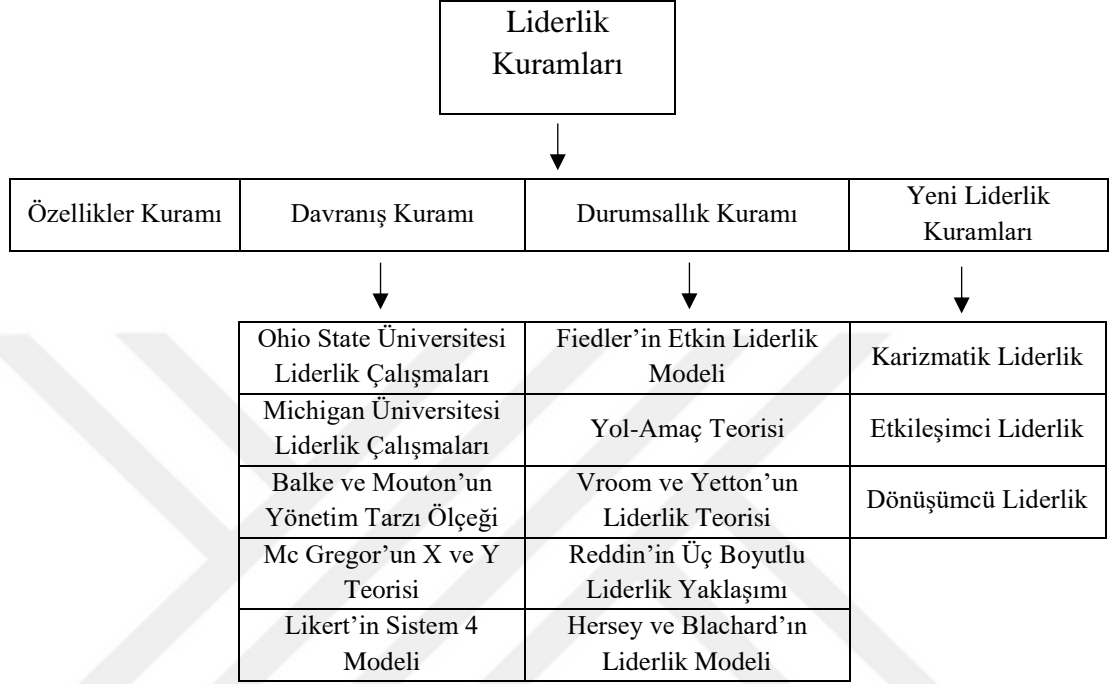 Liderlik
Kuramları
Özellikler Kuramı
Davranış Kuramı
Durumsallık Kuramı
Yeni Liderlik
Kuramları
Ohio State Üniversitesi
Liderlik Çalışmaları
Michigan Üniversitesi
Liderlik Çalışmaları
Balke ve Mouton’un
Yönetim Tarzı Ölçeği
Mc Gregor’un X ve Y
Teorisi
Likert’in Sistem 4
Modeli
Fiedler’in Etkin Liderlik
Modeli
Yol-Amaç Teorisi
Vroom ve Yetton’un
Liderlik Teorisi
Reddin’in Üç Boyutlu
Liderlik Yaklaşımı
Hersey ve Blachard’ın
Liderlik Modeli
Karizmatik Liderlik
Etkileşimci Liderlik
Dönüşümcü Liderlik